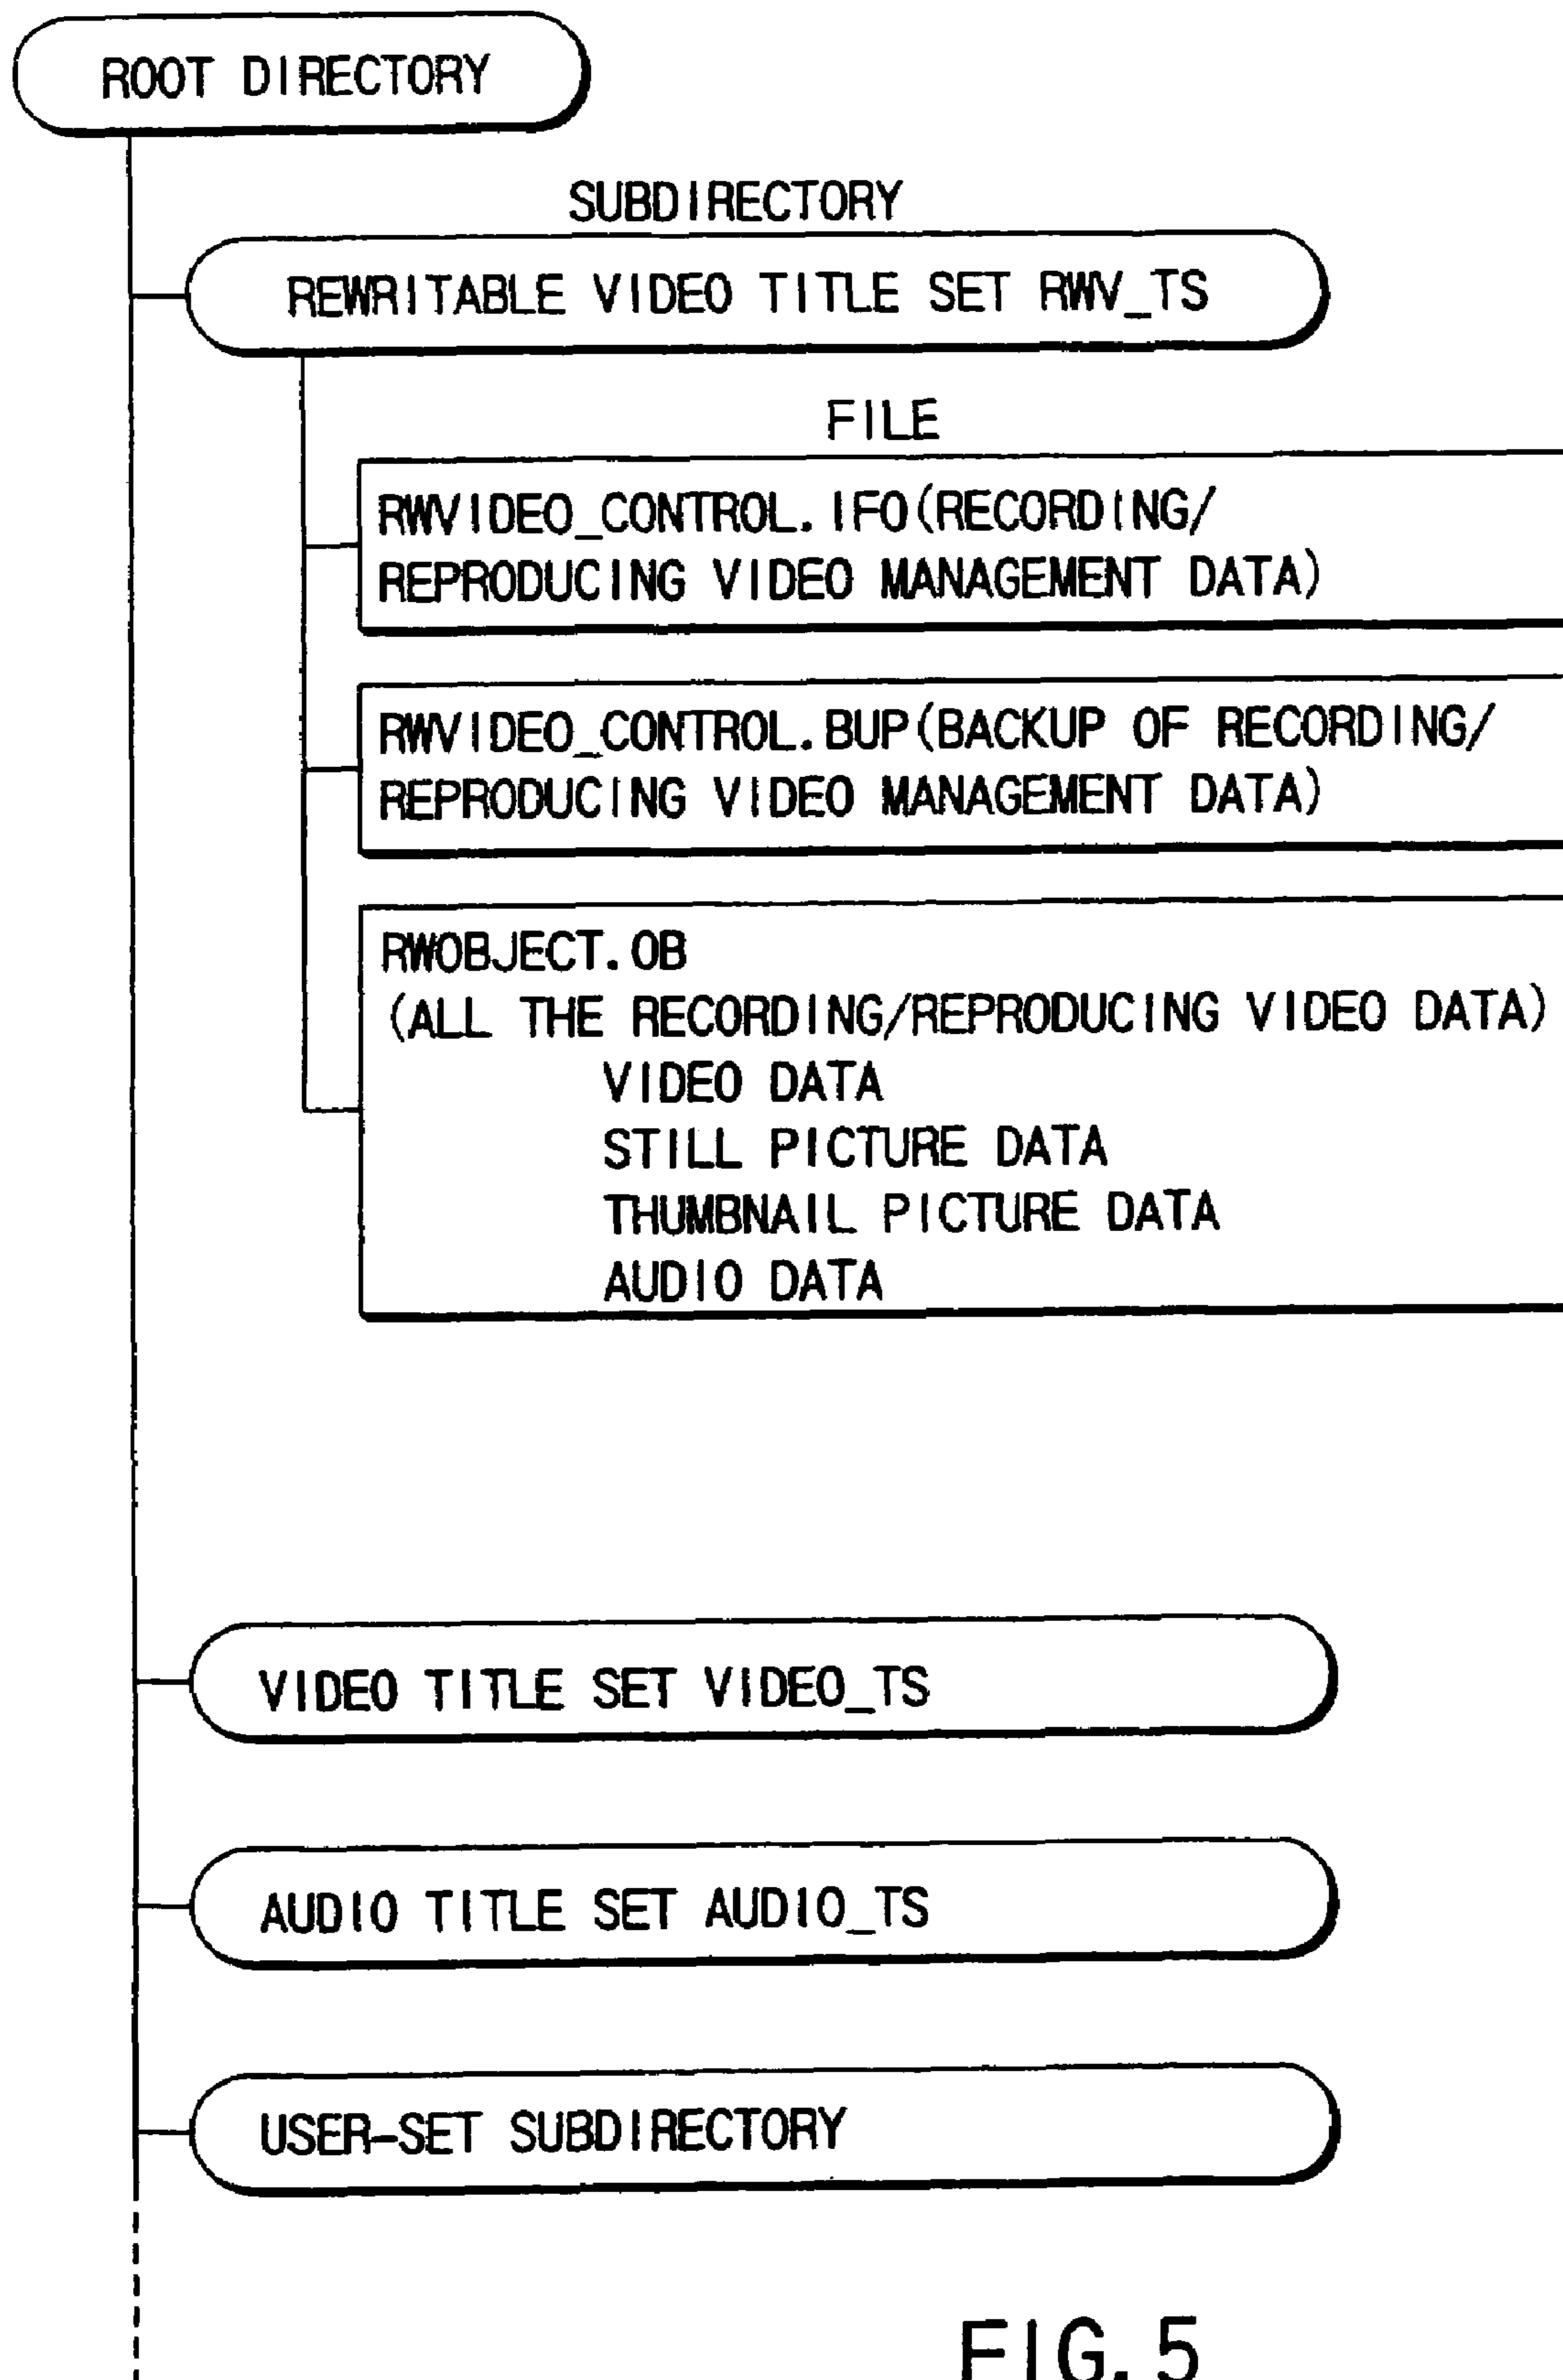 ROOT DIRECTORY
SUBDIRECTORY
REWRITABLE VIDEO TITLE SET RWV_TS
FILE
RWVIDEO_CONTROL.IFO(RECORDING/
REPRODUCING VIDEO MANAGEMENT DATA)
RWVIDEO_CONTROL.BUP(BACKUP OF RECORDING/
REPRODUCING VIDEO MANAGEMENT DATA)
RWOBJECT.OB
(ALL THE RECORDING/REPRODUCING VIDEO DATA)
VIDEO DATA
STILL PICTURE DATA
THUMBNAIL PICTURE DATA
AUDIO DATA
VIDEO TITLE SET VIDEO_TS
AUDIO TITLE SET AUDIO_TS
USER-SET SUBDIRECTORY
FIG.5